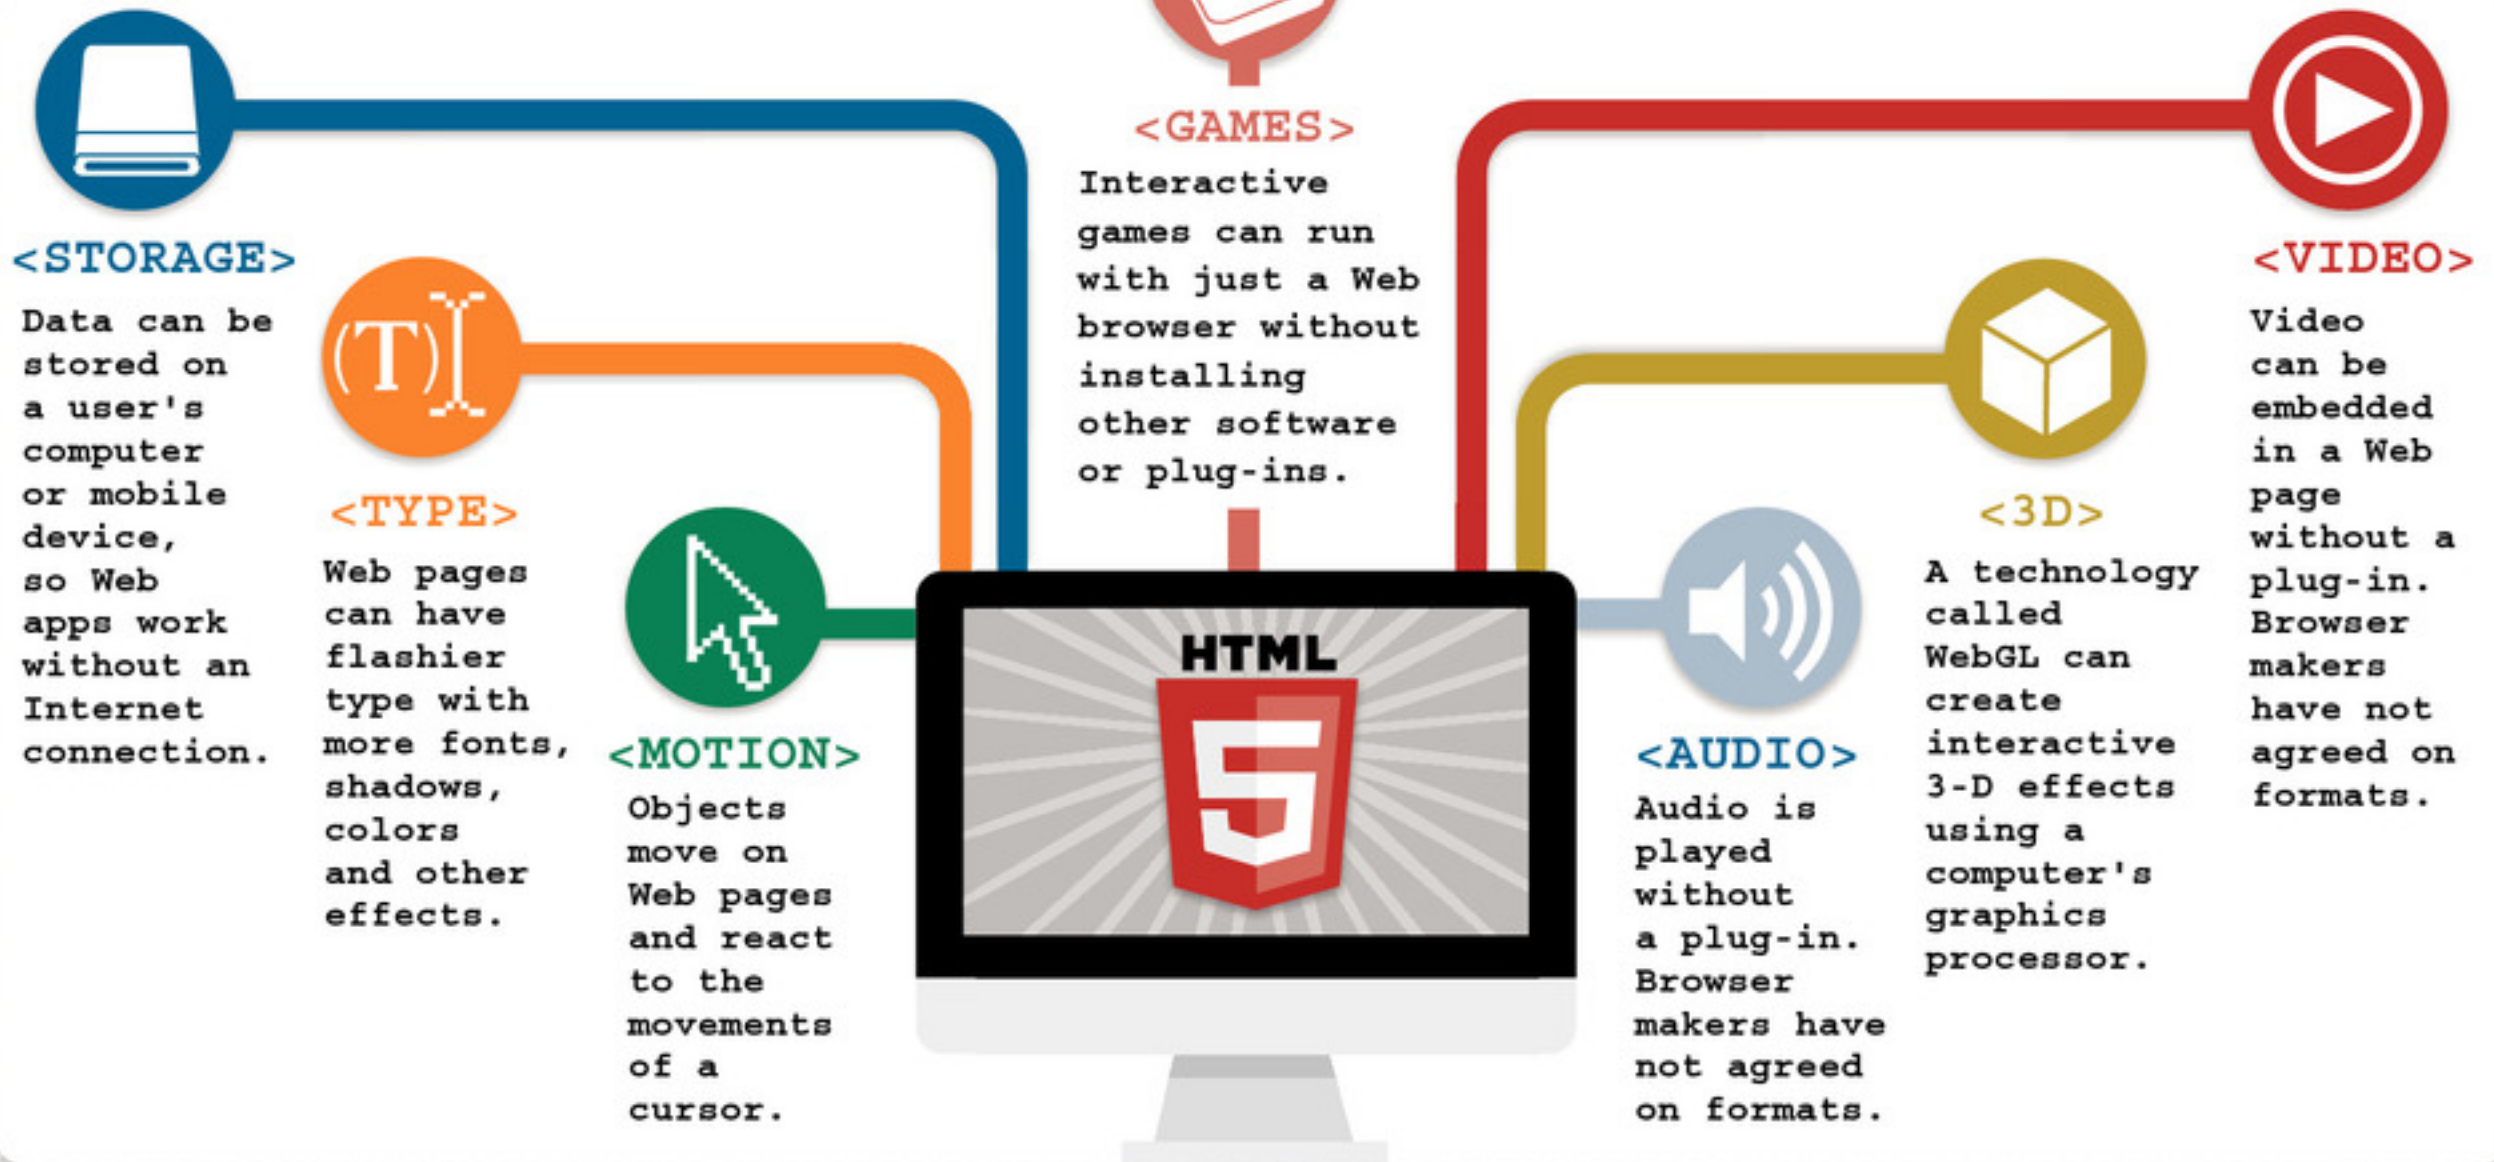 <STORAGE>
Data can be
stored on
a user's
computer
or mobile
device,
so Web
apps work
without an
Internet
connection.
(T)
<TYPE>
Web pages
can have
flashier
type with
more fonts,
shadows,
colors
and other
effects.
<MOTION>
Objects
move on
Web pages
and react
to the
movements
of a
cursor.
<GAMES>
Interactive
games can run
with just a Web
browser without
installing
other software
or plug-ins.
HTML
5
<AUDIO>
Audio is
played
without
a plug-in.
Browser
makers have
not agreed
on formats.
<3D>
A technology
called
WebGL can
create
interactive
3-D effects
using a
computer's
graphics
processor.
<VIDEO>
Video
can be
embedded
in a Web
page
without a
plug-in.
Browser
makers
have not
agreed on
formats.